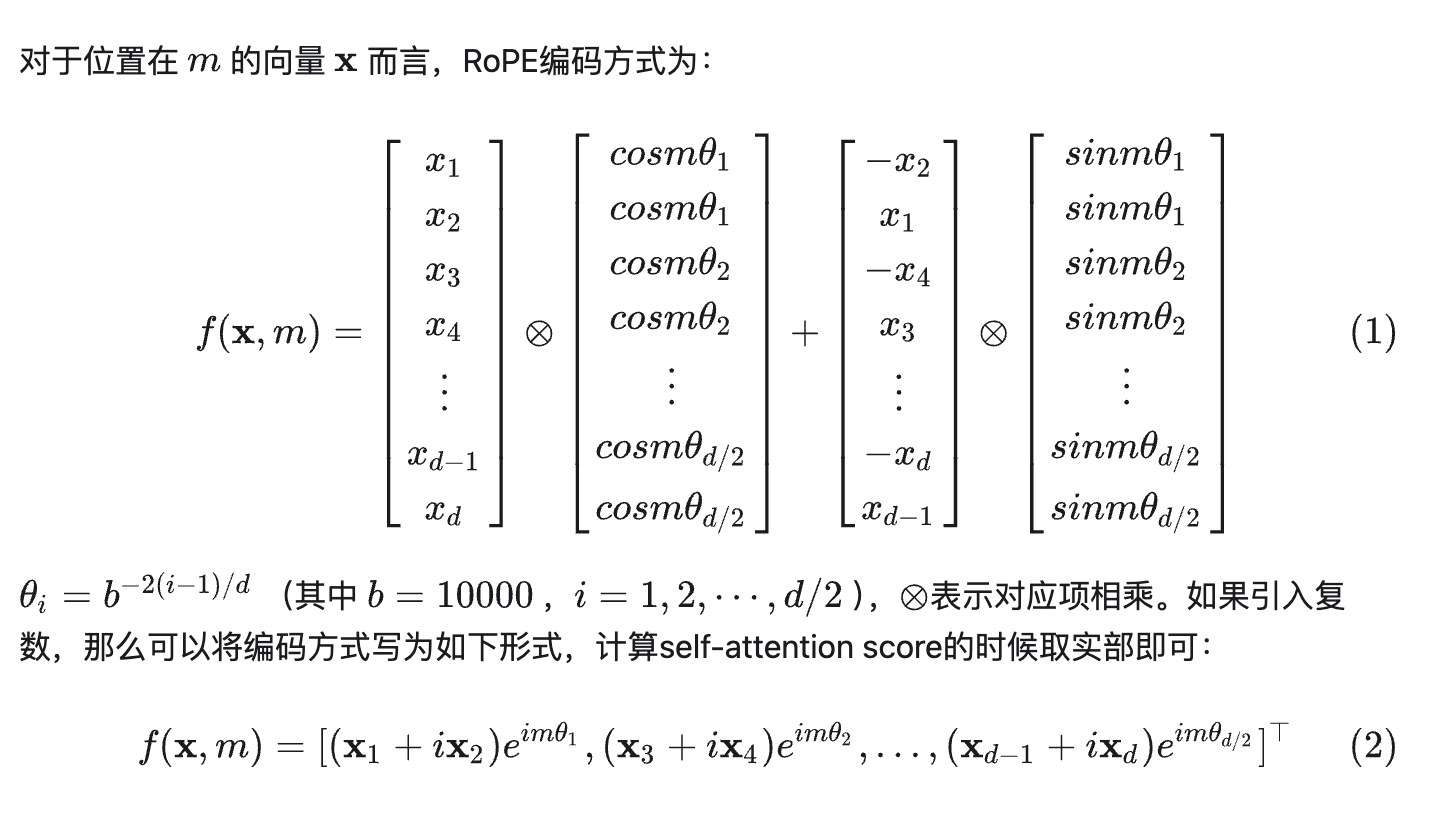 对于位置在 $m$ 的向量 $\mathbf{x}$ 而言，RoPE编码方式为：
$$f(\mathbf{x}, m) = \begin{bmatrix} x_1 \\ x_2 \\ x_3 \\ x_4 \\ \vdots \\ x_{d-1} \\ x_d \end{bmatrix} \otimes \begin{bmatrix} cosm\theta_1 \\ cosm\theta_1 \\ cosm\theta_2 \\ cosm\theta_2 \\ \vdots \\ cosm\theta_{d/2} \\ cosm\theta_{d/2} \end{bmatrix} + \begin{bmatrix} -x_2 \\ x_1 \\ -x_4 \\ x_3 \\ \vdots \\ -x_d \\ x_{d-1} \end{bmatrix} \otimes \begin{bmatrix} sinm\theta_1 \\ sinm\theta_1 \\ sinm\theta_2 \\ sinm\theta_2 \\ \vdots \\ sinm\theta_{d/2} \\ sinm\theta_{d/2} \end{bmatrix} \quad (1)$$
$\theta_i = b^{-2(i-1)/d}$ （其中 $b = 10000$ ，$i = 1, 2, \cdots, d/2$ ），⊗表示对应项相乘。如果引入复
数，那么可以将编码方式写为如下形式，计算self-attention score的时候取实部即可：
$$f(\mathbf{x}, m) = [(\mathbf{x}_1 + i\mathbf{x}_2)e^{im\theta_1}, (\mathbf{x}_3 + i\mathbf{x}_4)e^{im\theta_2}, \ldots, (\mathbf{x}_{d-1} + i\mathbf{x}_d)e^{im\theta_{d/2}}]^\top \quad (2)$$